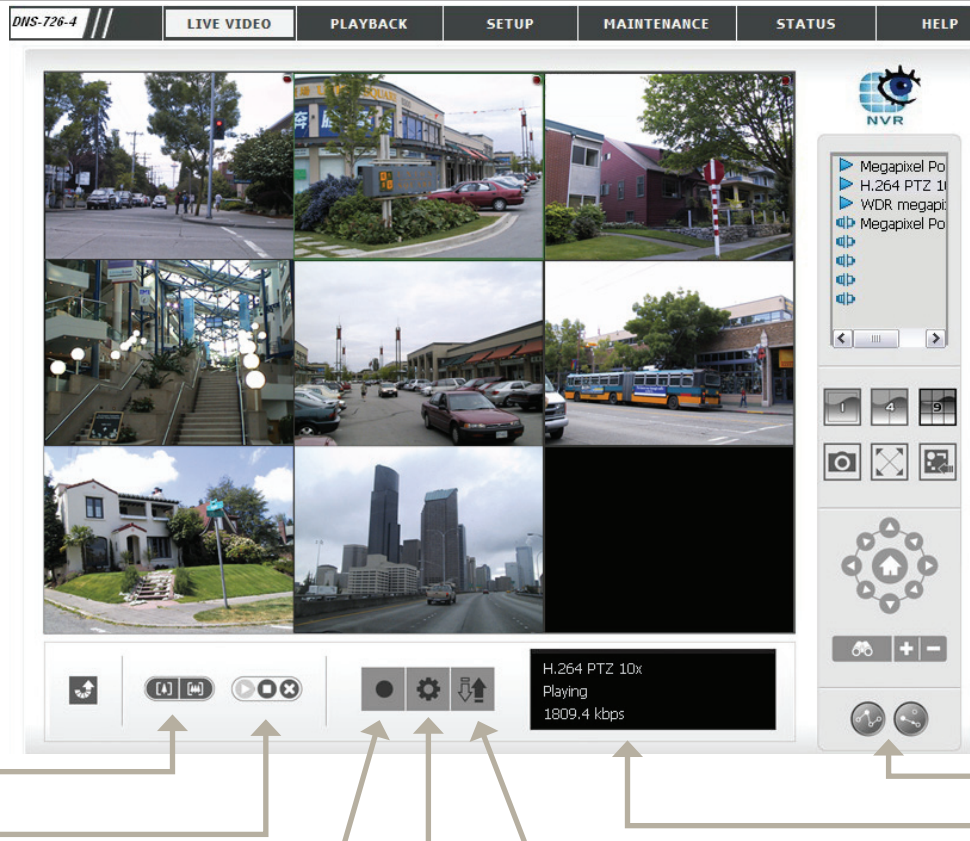 DNS-726-4
LIVE VIDEO
PLAYBACK
SETUP
MAINTENANCE
STATUS
HELP
NVR
Megapixel Po
H.264 PTZ 1
WDR megapi
Megapixel Po
1
4
9
H.264 PTZ 10x
Playing
1809.4 kbps